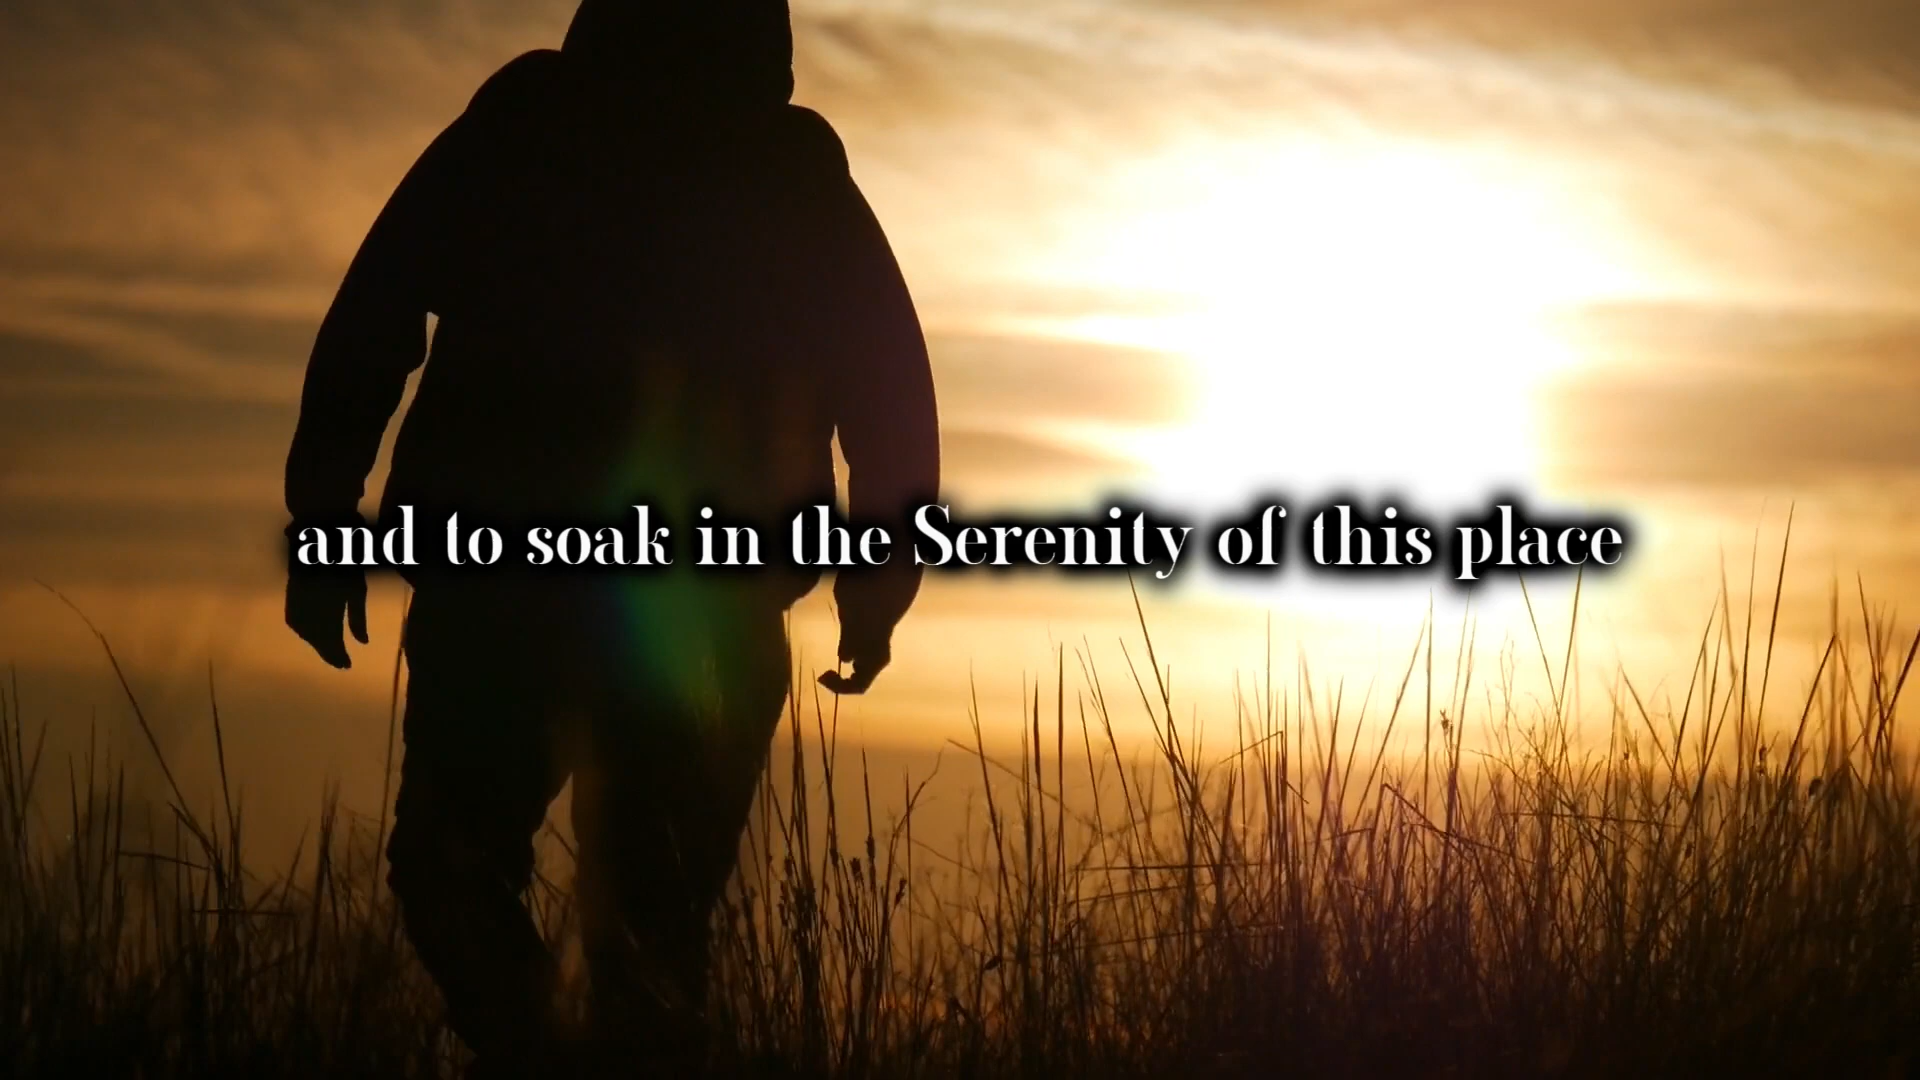 and to soak in the Serenity of this place